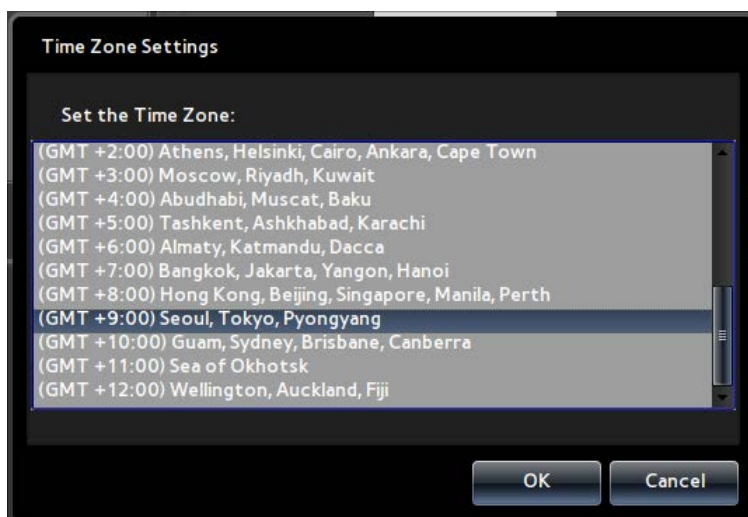 Time Zone Settings
Set the Time Zone:
(GMT +2:00) Athens, Helsinki, Cairo, Ankara, Cape Town
(GMT +3:00) Moscow, Riyadh, Kuwait
(GMT +4:00) Abudhabi, Muscat, Baku
(GMT +5:00) Tashkent, Ashkhabad, Karachi
(GMT +6:00) Almaty, Katmandu, Dacca
(GMT +7:00) Bangkok, Jakarta, Yangon, Hanoi
(GMT +8:00) Hong Kong, Beijing, Singapore, Manila, Perth
(GMT +9:00) Seoul, Tokyo, Pyongyang
(GMT +10:00) Guam, Sydney, Brisbane, Canberra
(GMT +11:00) Sea of Okhotsk
(GMT +12:00) Wellington, Auckland, Fiji
OK Cancel